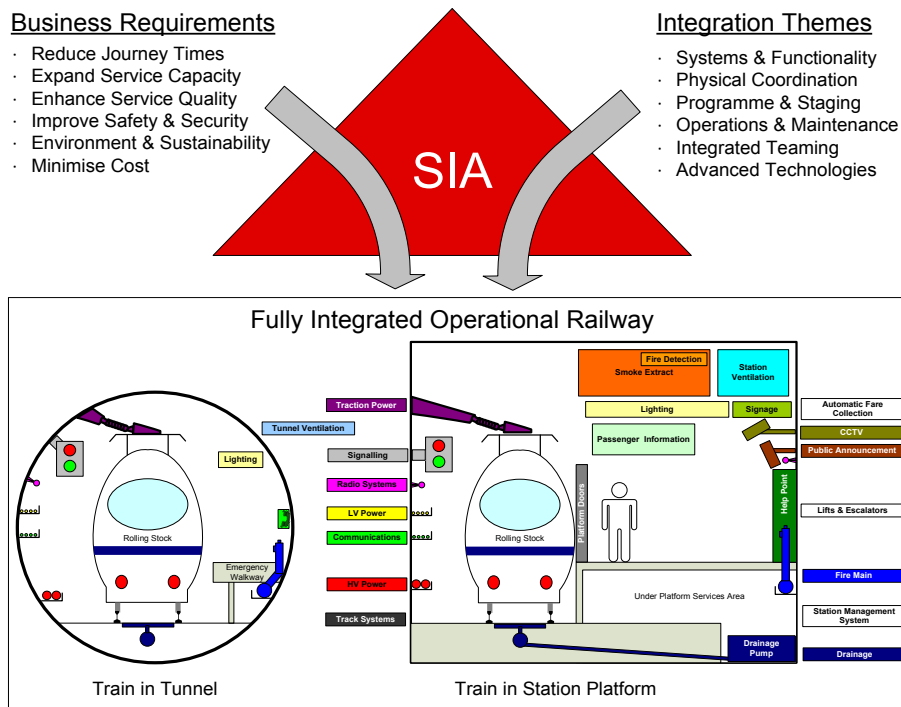 Business Requirements
· Reduce Journey Times
· Expand Service Capacity
· Enhance Service Quality
· Improve Safety & Security
· Environment & Sustainability
· Minimise Cost
SIA
Integration Themes
· Systems & Functionality
· Physical Coordination
· Programme & Staging
· Operations & Maintenance
· Integrated Teaming
· Advanced Technologies
Fully Integrated Operational Railway
Lighting
Rolling Stock
Emergency
Walkway
Train in Tunnel
Traction Power
Tunnel Ventilation
Signalling
Radio Systems
LV Power
Communications
HV Power
Track Systems
Fire Detection
Smoke Extract
Station
Ventilation
Lighting
Signage
Passenger Information
Platform Doors
Help Point
Rolling Stock
Under Platform Services Area
Drainage
Pump
Train in Station Platform
Automatic Fare
Collection
CCTV
Public Announcement
Lifts & Escalators
Fire Main
Station Management
System
Drainage